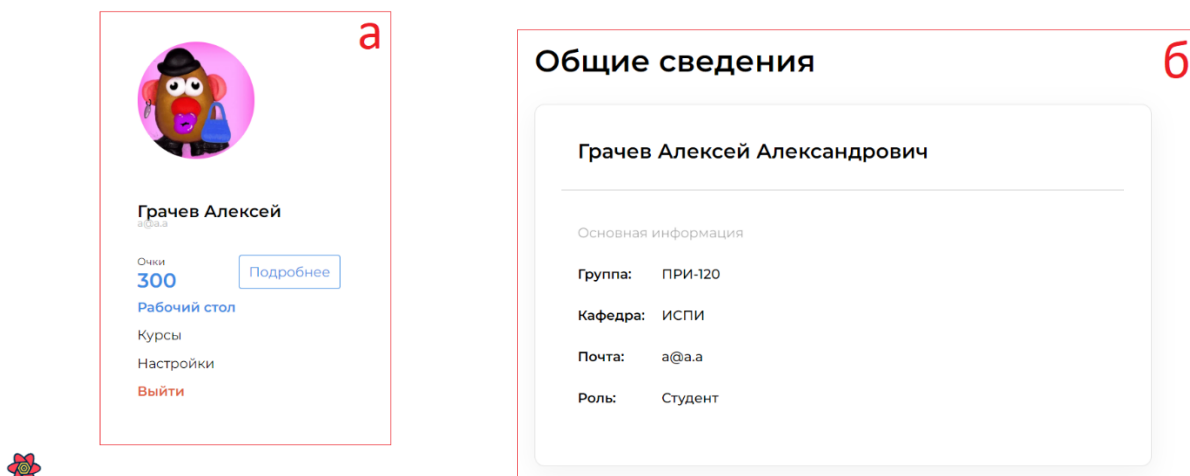 а
Грачев Алексей
a@a.a
Очки
300
Подробнее
Рабочий стол
Курсы
Настройки
Выйти
б
Общие сведения
Грачев Алексей Александрович
Основная информация
Группа: ПРИ-120
Кафедра: ИСПИ
Почта: a@a.a
Роль: Студент